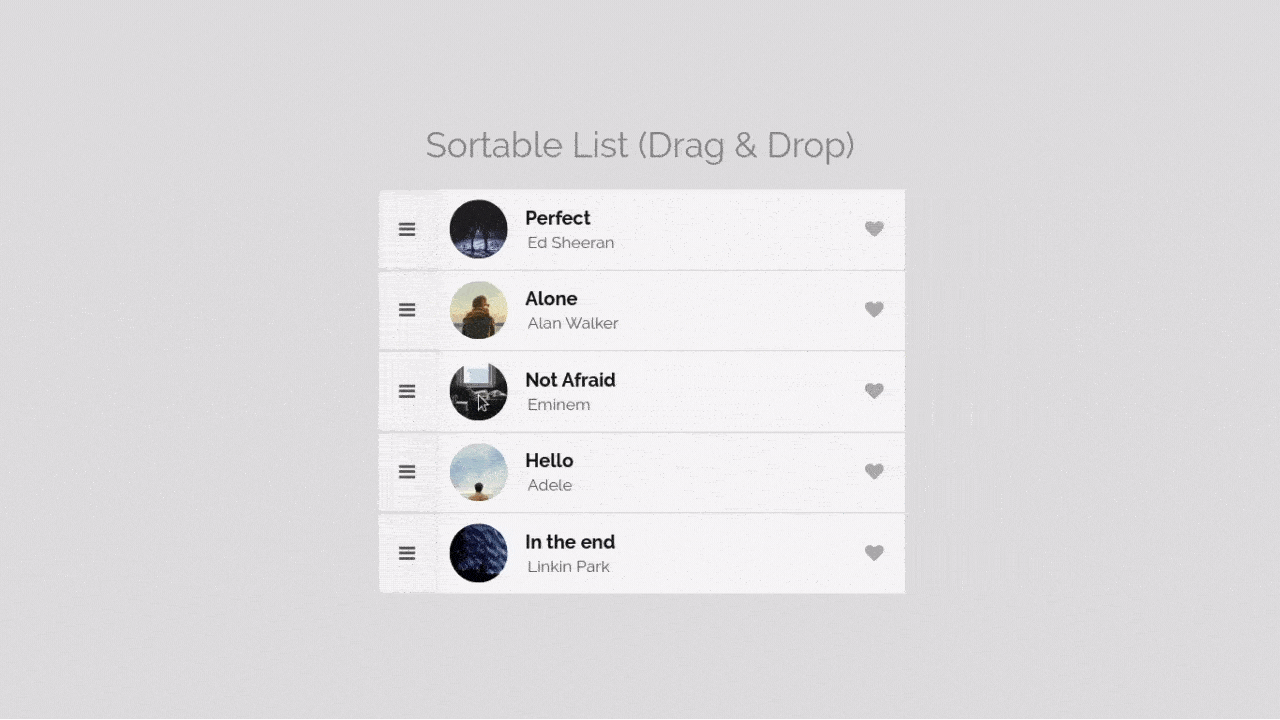 Sortable List (Drag & Drop)
Perfect
Ed Sheeran
Alone
Alan Walker
Not Afraid
Eminem
Hello
Adele
In the end
Linkin Park